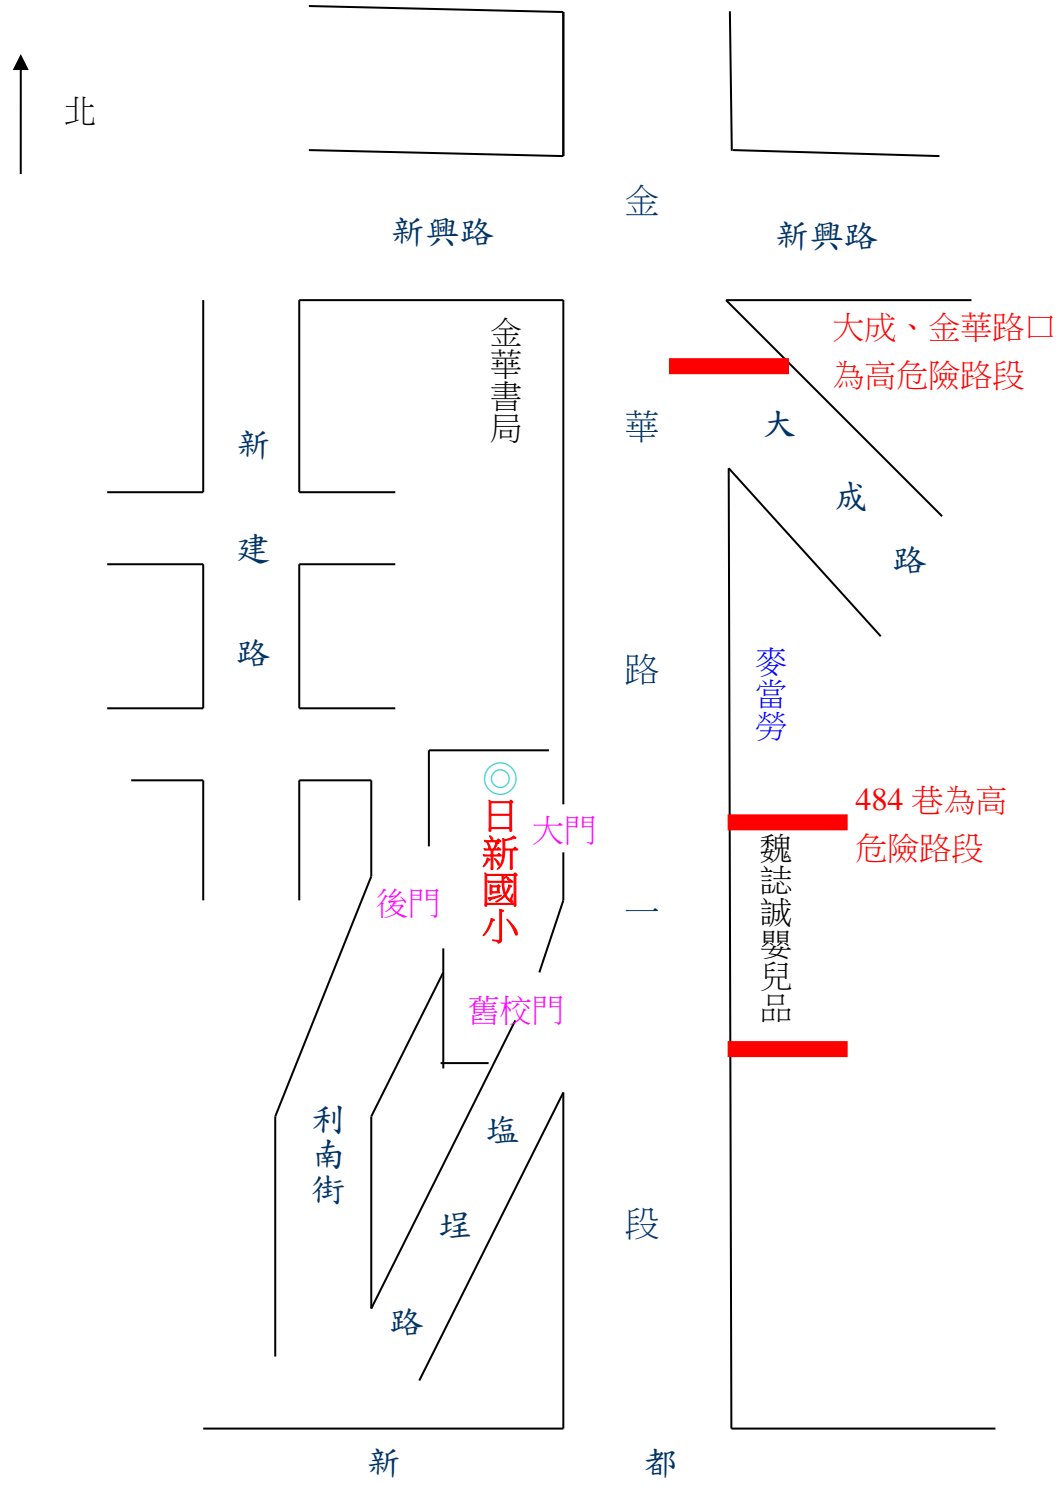 北
新興路
新興路
金華路一段
大成、金華路口
為高危險路段
金華書局
大成路
新建路
麥當勞
484 巷為高
危險路段
◎日新國小
大門
後門
魏誌誠嬰兒品
舊校門
利南街
塩埕路
新都